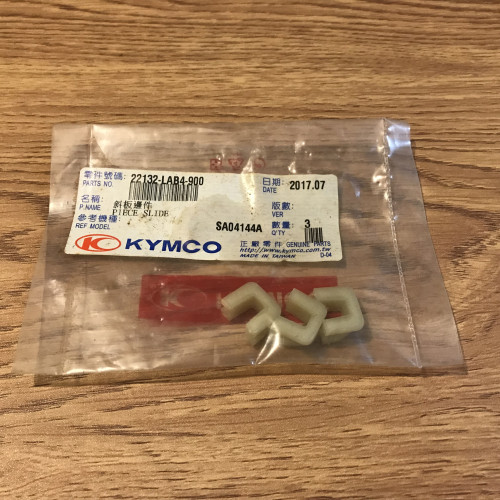 零件號碼: 22132-LAB4-900 日期: 2017.07
PARTS NO. DATE
名稱: 斜板邊件 版數:
P.NAME PIECE SLIDE VER
參考機種: SA04144A 數量: 3
REF MODEL Q'TY
KYMCO 正廠零件 GENUINE PARTS
http://www.kymco.com.tw
MADE IN TAIWAN D-04